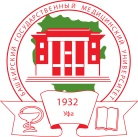 БАШКИРСКИЙ ГОСУДАРСТВЕННЫЙ МЕДИЦИНСКИЙ УНИВЕРСИТЕТ
1932
Уфа